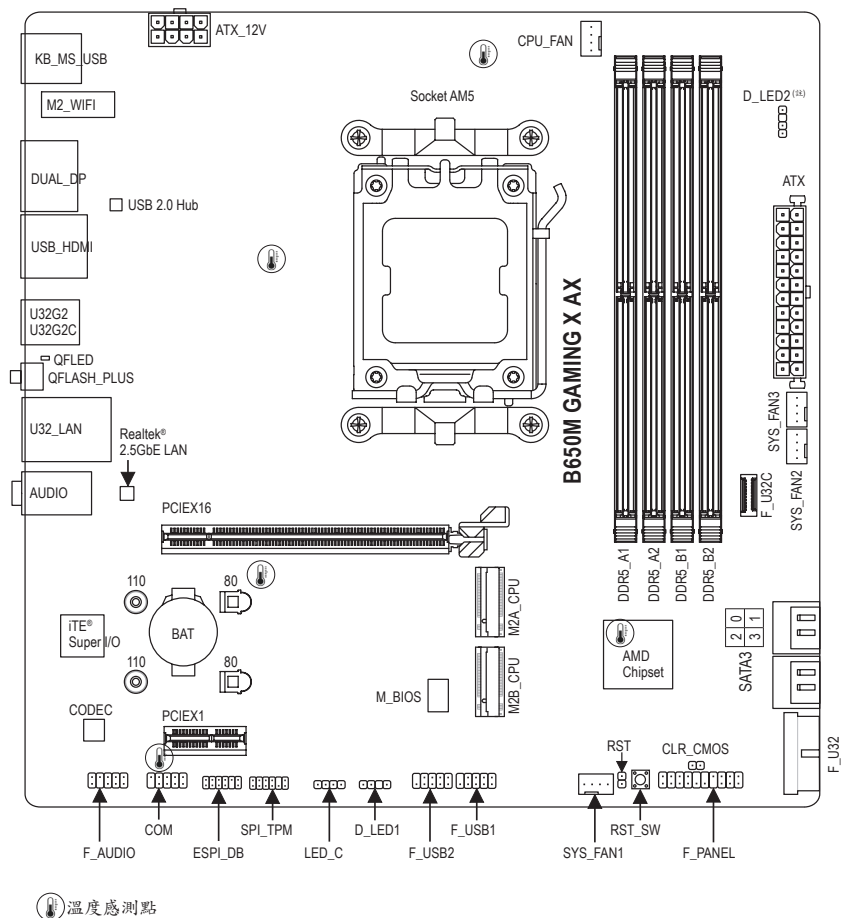 ATX_12V
CPU_FAN
KB_MS_USB
M2_WIFI
Socket AM5
D_LED2(註)
DUAL_DP
ATX
USB 2.0 Hub
USB_HDMI
U32G2
U32G2C
QFLED
QFLASH_PLUS
B650M GAMING X AX
SYS_FAN3
U32_LAN
Realtek®
2.5GbE LAN
SYS_FAN2
F_U32C
AUDIO
PCIEX16
DDR5_A1
DDR5_A2
DDR5_B1
DDR5_B2
110
80
M2A_CPU
iTE®
Super I/O
BAT
2 0
3 1
SATA3
AMD
Chipset
110
80
M2B_CPU
M_BIOS
CODEC
PCIEX1
F_U32
RST
CLR_CMOS
F_AUDIO
COM
ESPI_DB
SPI_TPM
LED_C
D_LED1
F_USB2
F_USB1
SYS_FAN1
RST_SW
F_PANEL
溫度感測點